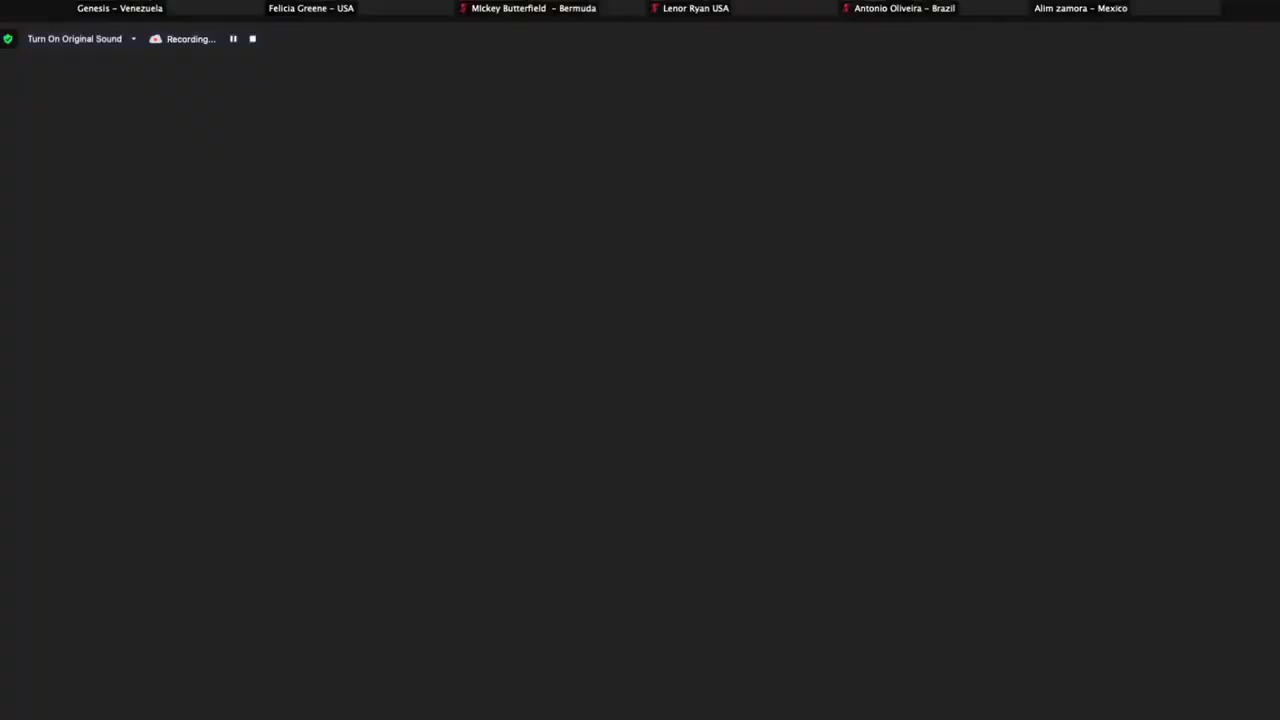 Genesis – Venezuela
Felicia Greene – USA
Mickey Butterfield – Bermuda
Lenor Ryan USA
Antonio Oliveira – Brazil
Alim zamora – Mexico
Turn On Original Sound
Recording...